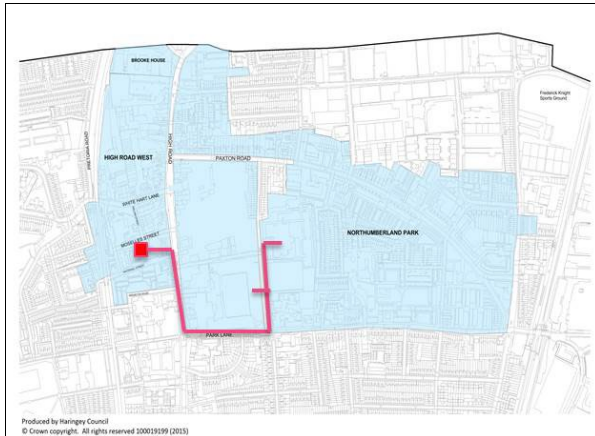 BROOKE HOUSE
Frederick Knight
Sports Ground
HIGH ROAD
HIGH ROAD WEST
PAXTON ROAD
WHITE HART LANE
NORTHUMBERLAND PARK
MOSELLE STREET
PARK LANE
Produced by Haringey Council
© Crown copyright. All rights reserved 100019199 (2015)